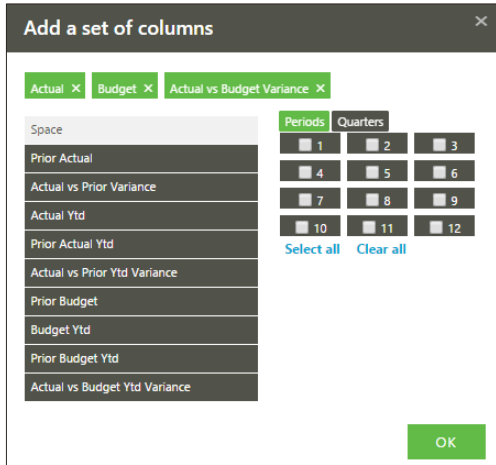 Add a set of columns ×
Actual × Budget × Actual vs Budget Variance ×
Space
Prior Actual
Actual vs Prior Variance
Actual Ytd
Prior Actual Ytd
Actual vs Prior Ytd Variance
Prior Budget
Budget Ytd
Prior Budget Ytd
Actual vs Budget Ytd Variance
Periods Quarters
1 2 3
4 5 6
7 8 9
10 11 12
Select all Clear all
OK